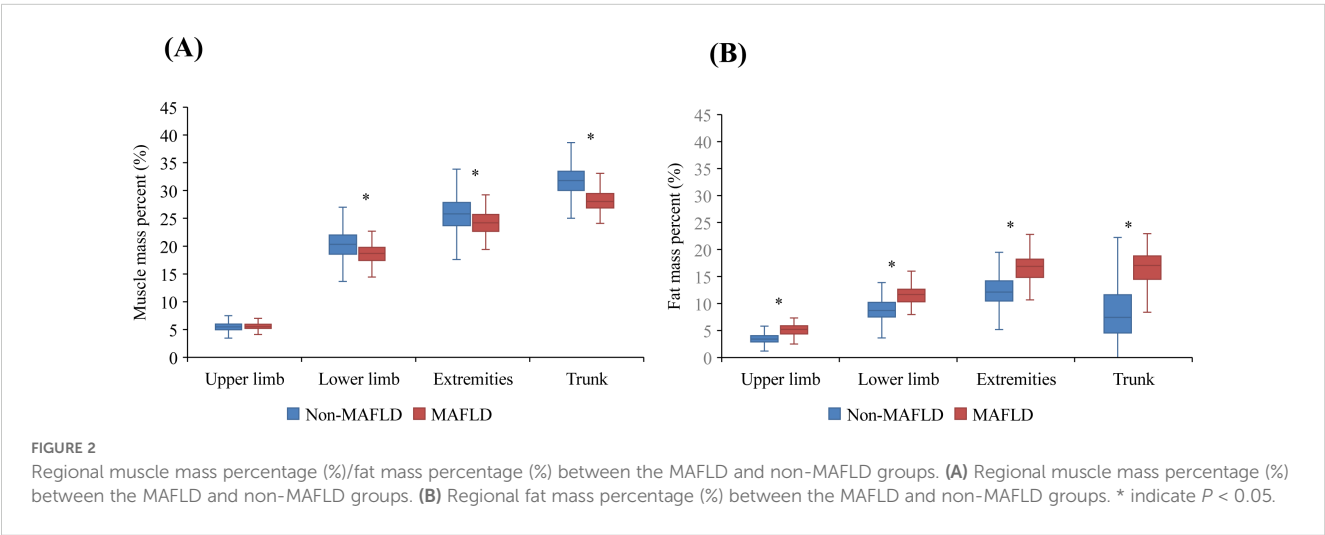 (A)
(B)
Muscle mass percent (%)
45
40
35
30
25
20
15
10
5
0
*
*
*
Upper limb Lower limb Extremities Trunk
Non-MAFLD MAFLD
Fat mass percent (%)
45
40
35
30
25
20
15
10
5
0
*
*
*
*
Upper limb Lower limb Extremities Trunk
Non-MAFLD MAFLD
FIGURE 2
Regional muscle mass percentage (%)/fat mass percentage (%) between the MAFLD and non-MAFLD groups. (A) Regional muscle mass percentage (%)
between the MAFLD and non-MAFLD groups. (B) Regional fat mass percentage (%) between the MAFLD and non-MAFLD groups. * indicate P < 0.05.